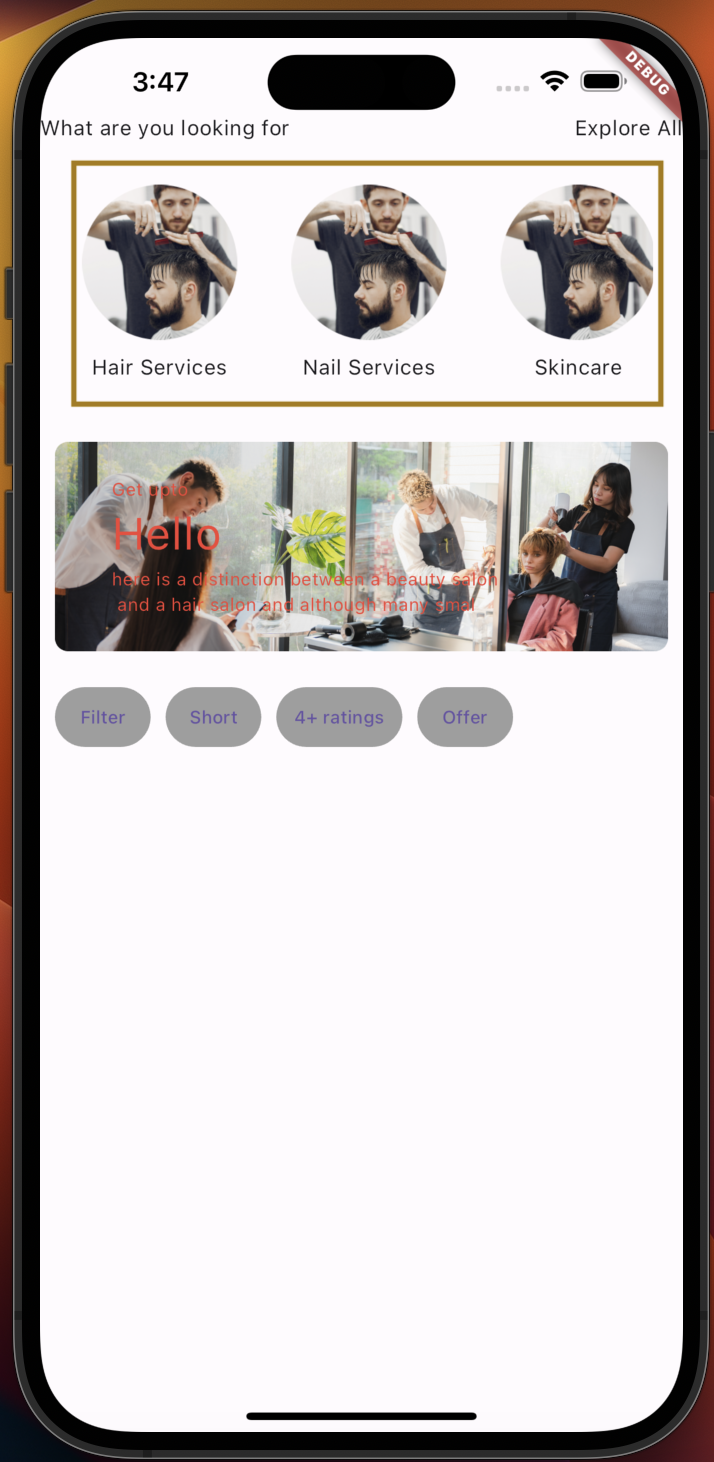 3:47
DEBUG
What are you looking for
Explore All
Hair Services
Nail Services
Skincare
Get upto
Hello
here is a distinction between a beauty salon
and a hair salon and although many smal
Filter
Short
4+ ratings
Offer